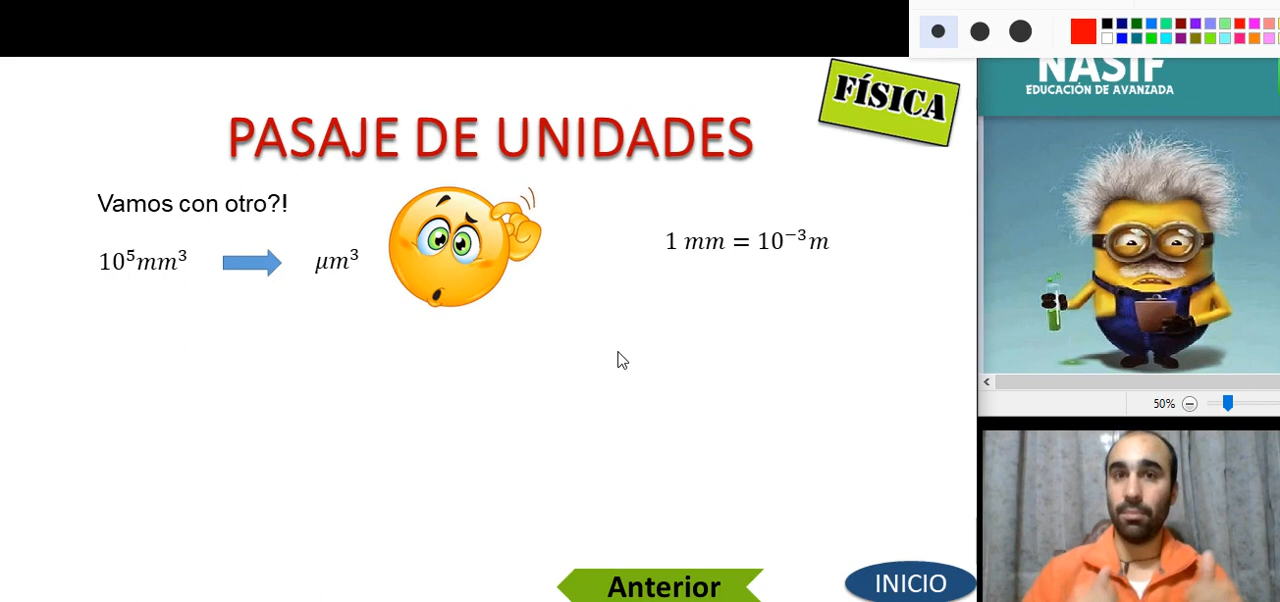 NASIF
EDUCACIÓN DE AVANZADA
FÍSICA
PASAJE DE UNIDADES
Vamos con otro?!
10⁵mm³ μm³
1 mm = 10⁻³m
50%
Anterior
INICIO